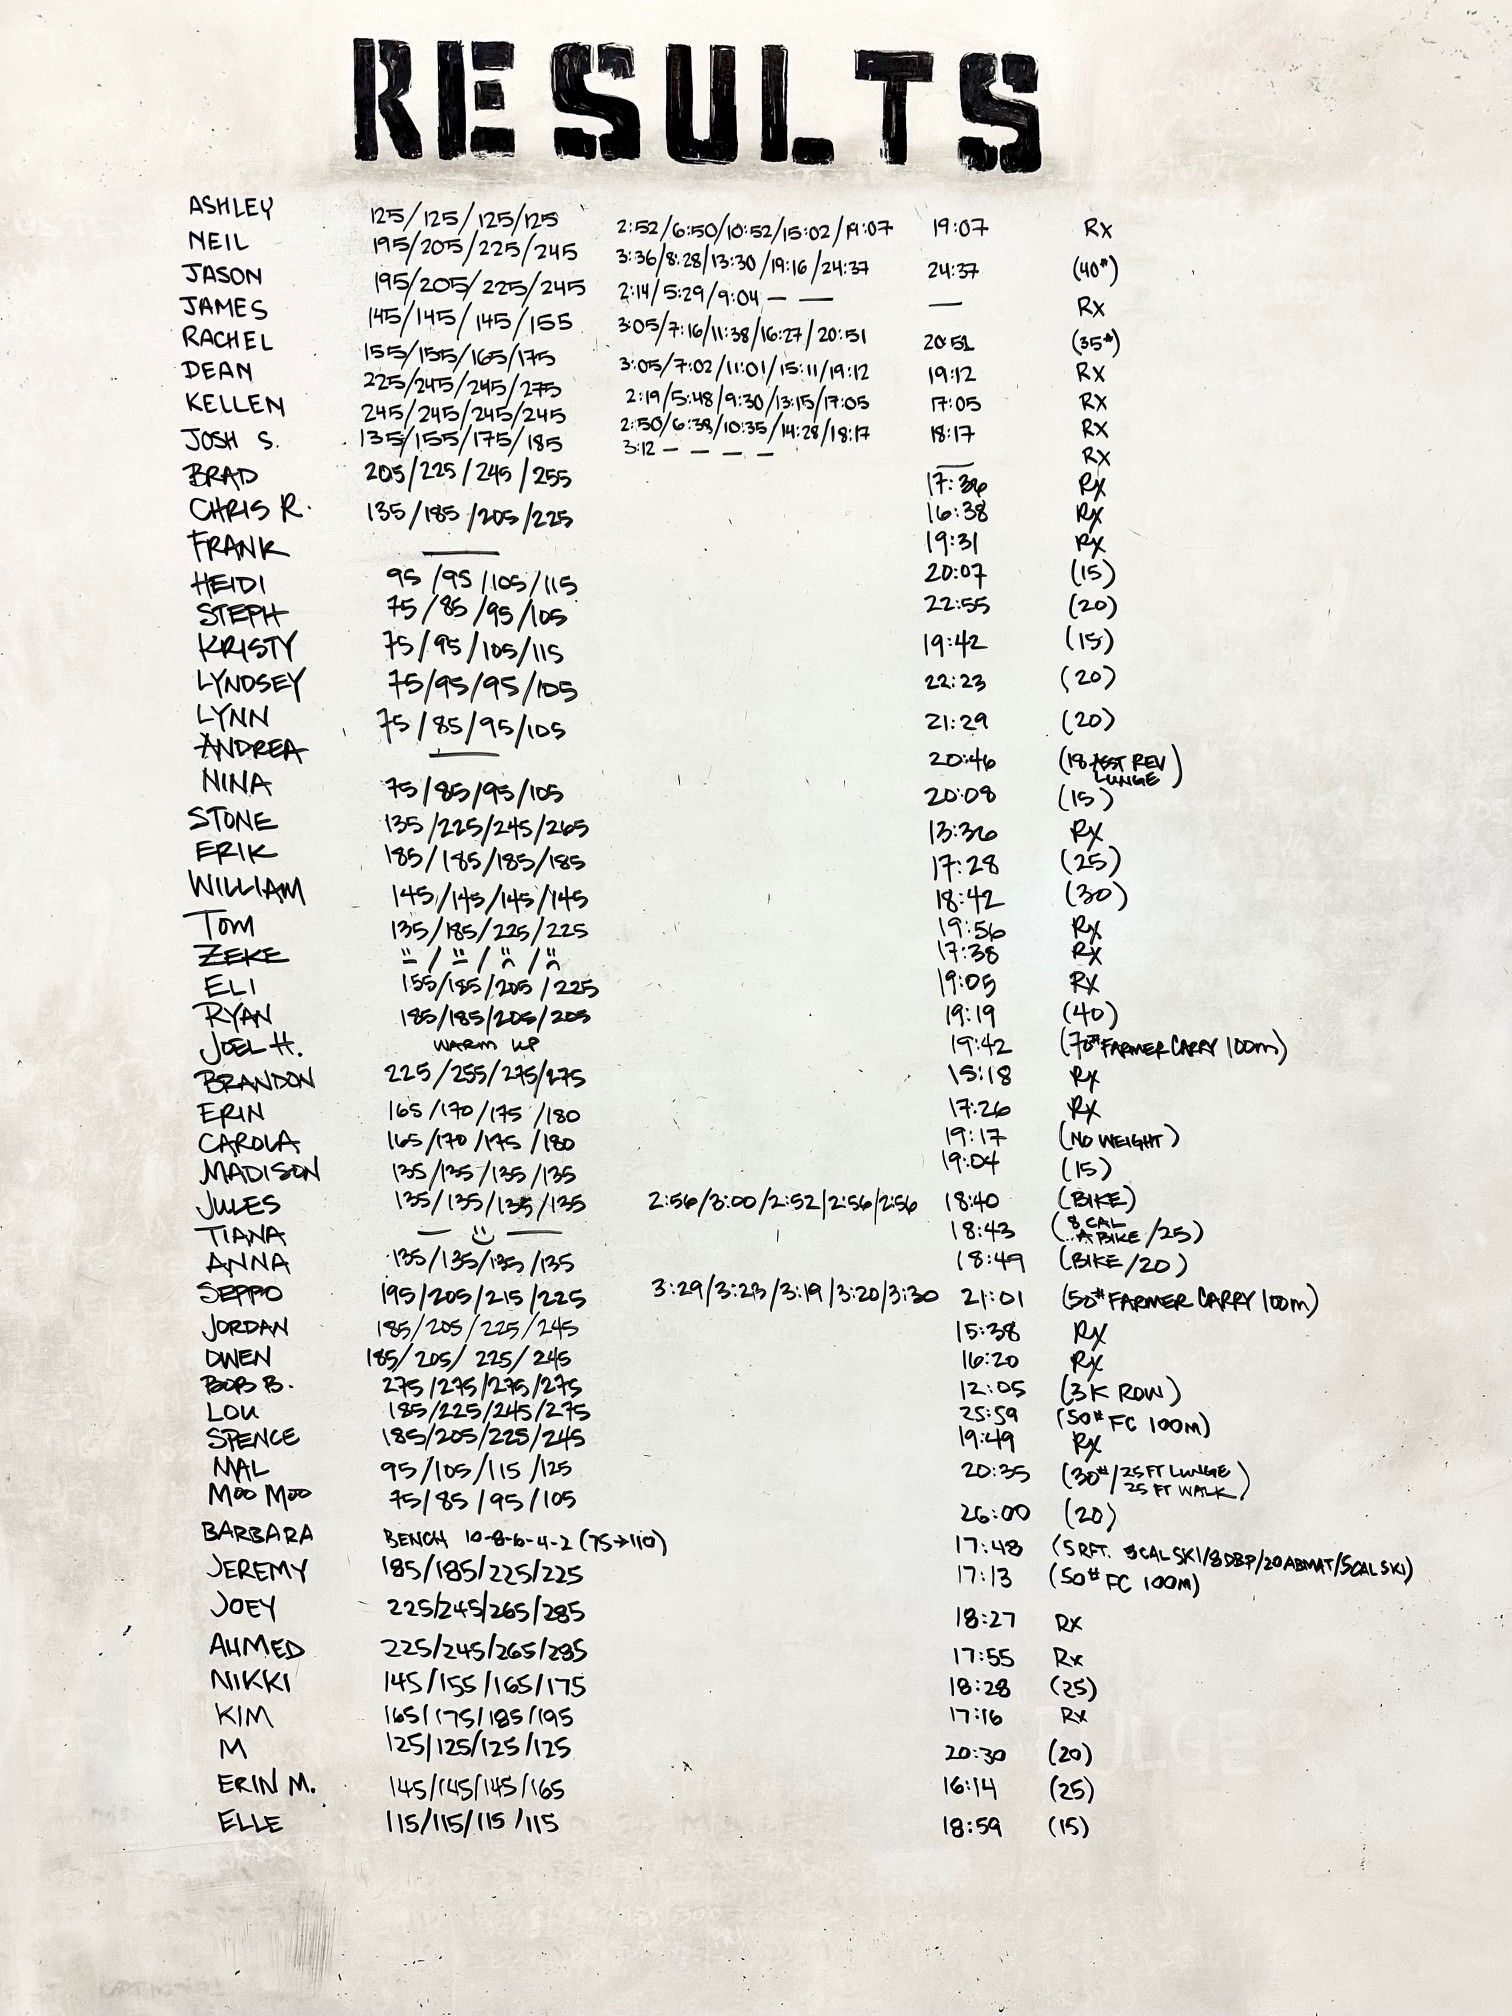 RESULTS
ASHLEY 125/125/125/125 2:52/6:50/10:52/15:02/19:07 19:07 Rx
NEIL 195/205/225/245 3:36/8:28/13:30/19:16/24:37 24:37 (40#)
JASON 195/205/225/245 2:14/5:29/9:04 — — — Rx
JAMES 145/145/145/155 3:05/7:16/11:38/16:27/20:51 20:51 (35#)
RACHEL 155/155/165/175 3:05/7:02/11:01/15:11/19:12 19:12 Rx
DEAN 225/245/245/275 2:19/5:48/9:30/13:15/17:05 17:05 Rx
KELLEN 245/245/245/245 2:50/6:38/10:35/14:28/18:17 18:17 Rx
JOSH S. 135/155/175/185 3:12 — — — — — Rx
BRAD 205/225/245/255 17:36 Rx
CHRIS R. 135/185/205/225 16:38 Rx
FRANK — 19:31 Rx
HEIDI 95/95/105/115 20:07 (15)
STEPH 75/85/95/105 22:55 (20)
KRISTY 75/95/105/115 19:42 (15)
LYNDSEY 75/95/95/105 22:23 (20)
LYNN 75/85/95/105 21:29 (20)
ANDREA — 20:46 (18 ASST REV LUNGE)
NINA 75/85/95/105 20:08 (15)
STONE 135/225/245/265 13:36 Rx
ERIK 185/185/185/185 17:28 (25)
WILLIAM 145/145/145/145 18:42 (30)
TOM 135/185/225/225 19:56 Rx
ZEKE / / / 17:38 Rx
ELI 155/185/205/225 19:05 Rx
RYAN 185/185/205/205 19:19 (40)
JOEL H. WARM UP 19:42 (70# FARMER CARRY 100m)
BRANDON 225/255/275/275 15:18 Rx
ERIN 165/170/175/180 17:26 Rx
CAROLA 165/170/175/180 19:17 (NO WEIGHT)
MADISON 135/135/135/135 19:04 (15)
JULES 135/135/135/135 2:56/3:00/2:52/2:56/2:56 18:40 (BIKE)
TIANA — — 18:43 (8 CAL A BIKE/25)
ANNA 135/135/135/135 18:49 (BIKE/20)
SEPPO 195/205/215/225 3:29/3:23/3:19/3:20/3:30 21:01 (50# FARMER CARRY 100m)
JORDAN 185/205/225/245 15:38 Rx
OWEN 185/205/225/245 16:20 Rx
BOB B. 275/275/275/275 12:05 (3K ROW)
LOU 185/225/245/275 25:59 (50# FC 100M)
SPENCE 185/205/225/245 19:49 Rx
MAL 95/105/115/125 20:35 (30#/25 FT LUNGE 25 FT WALK)
MOO MOO 75/85/95/105 26:00 (20)
BARBARA BENCH 10-8-6-4-2 (75→110) 17:48 (5 RFT. 5 CAL SKI/8 DBP/20 ABMAT/5 CAL SKI)
JEREMY 185/185/225/225 17:13 (50# FC 100M)
JOEY 225/245/265/285 18:27 Rx
AHMED 225/245/265/285 17:55 Rx
NIKKI 145/155/165/175 18:28 (25)
KIM 165/175/185/195 17:16 Rx
M 125/125/125/125 20:30 (20)
ERIN M. 145/145/145/165 16:14 (25)
ELLE 115/115/115/115 18:59 (15)